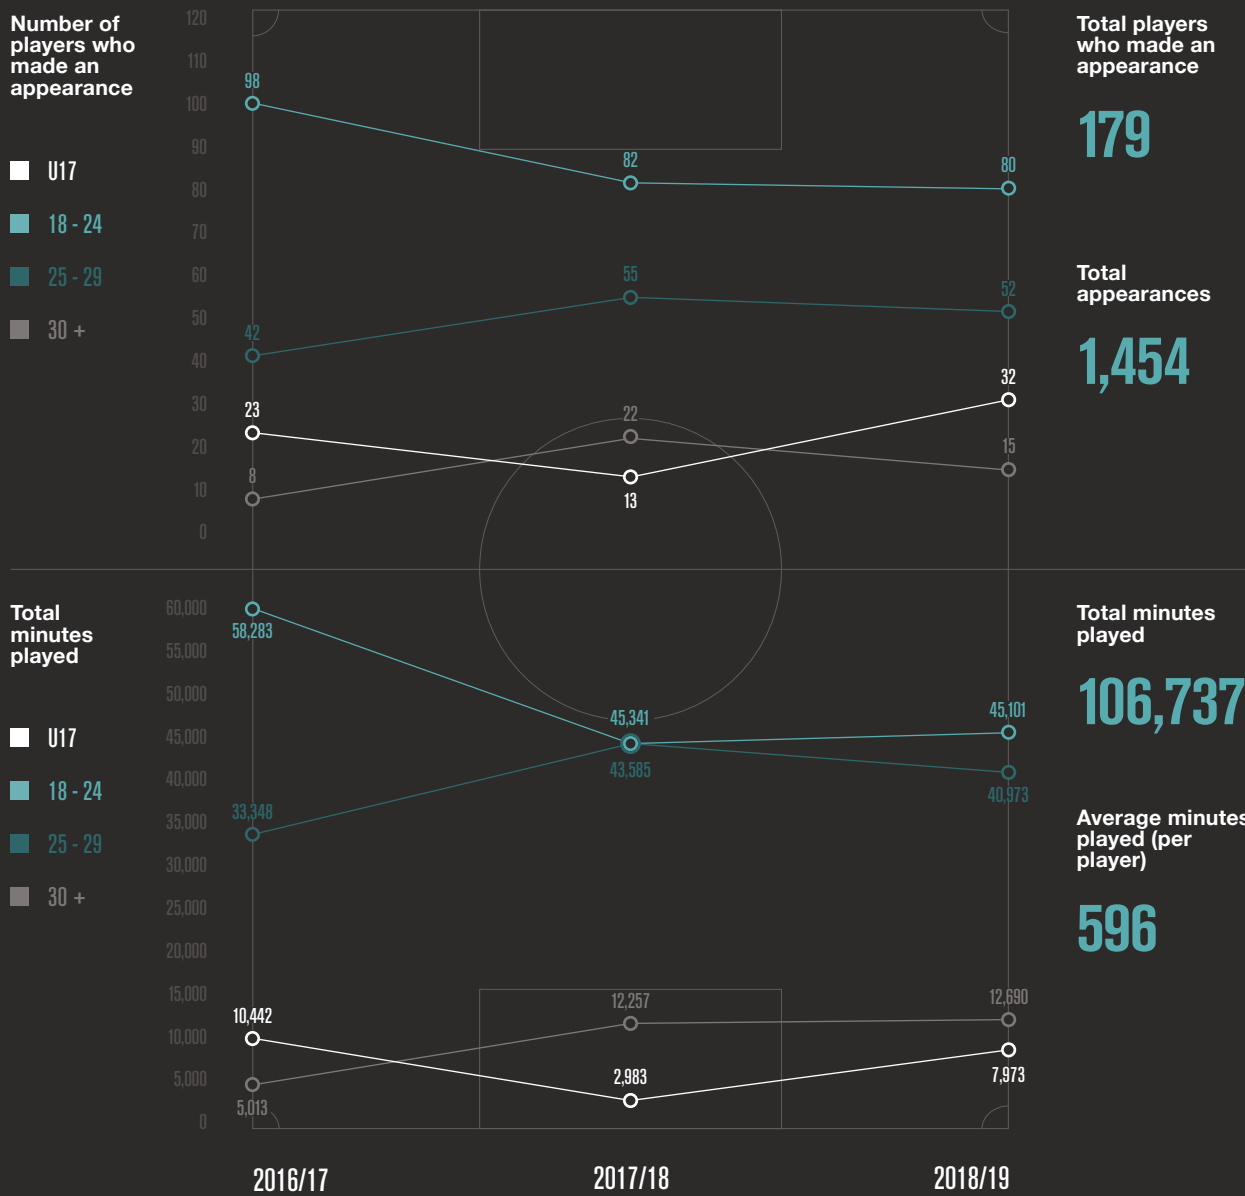 Number of
players who
made an
appearance
U17
18 - 24
25 - 29
30 +
120
110
100
90
80
70
60
50
40
30
20
10
0
98
82
80
42
55
52
23
13
32
8
22
15
Total players
who made an
appearance
179
Total
appearances
1,454
Total
minutes
played
U17
18 - 24
25 - 29
30 +
60,000
55,000
50,000
45,000
40,000
35,000
30,000
25,000
20,000
15,000
10,000
5,000
0
58,283
45,341
45,101
33,348
43,585
40,973
10,442
2,983
7,973
5,013
12,257
12,690
Total minutes
played
106,737
Average minutes
played (per
player)
596
2016/17
2017/18
2018/19